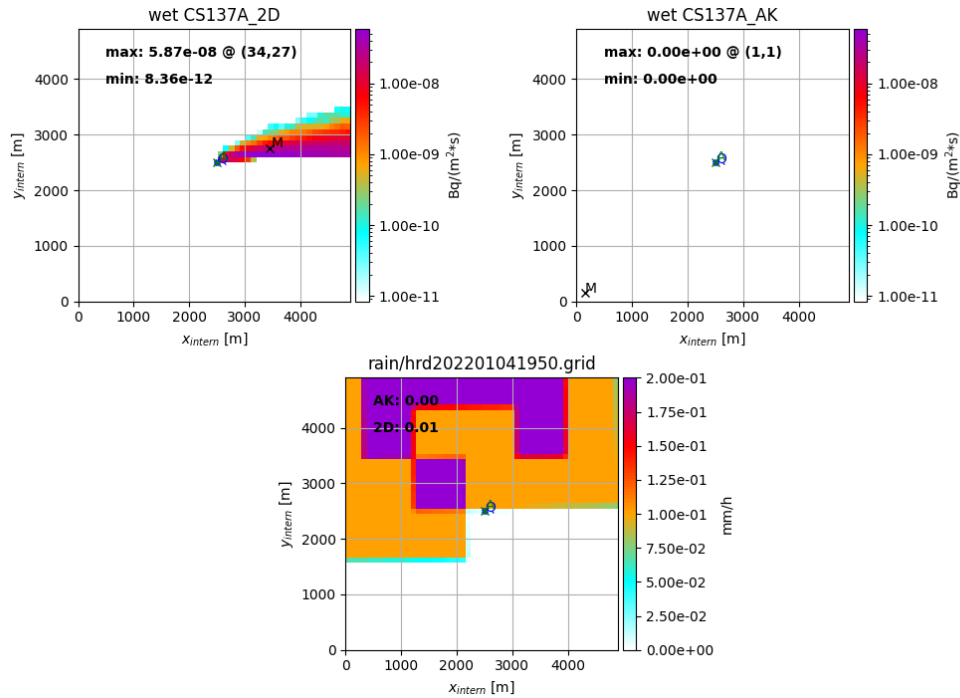 wet CS137A_2D
max: 5.87e-08 @ (34,27)
min: 8.36e-12
M
4000
3000
2000
1000
0
y_intern [m]
0 1000 2000 3000 4000
x_intern [m]
1.00e-08
1.00e-09
1.00e-10
1.00e-11
Bq/(m²*s)
wet CS137A_AK
max: 0.00e+00 @ (1,1)
min: 0.00e+00
M
4000
3000
2000
1000
0
y_intern [m]
0 1000 2000 3000 4000
x_intern [m]
1.00e-08
1.00e-09
1.00e-10
1.00e-11
Bq/(m²*s)
rain/hrd202201041950.grid
AK: 0.00
2D: 0.01
4000
3000
2000
1000
0
y_intern [m]
0 1000 2000 3000 4000
x_intern [m]
2.00e-01
1.75e-01
1.50e-01
1.25e-01
1.00e-01
7.50e-02
5.00e-02
2.50e-02
0.00e+00
mm/h